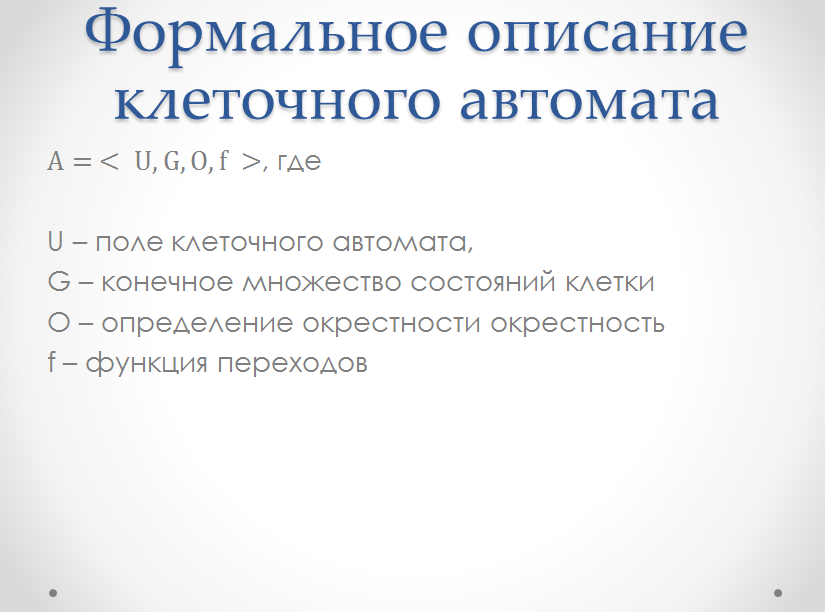 Формальное описание
клеточного автомата
A = < U, G, O, f >, где
U – поле клеточного автомата,
G – конечное множество состояний клетки
O – определение окрестности окрестность
f – функция переходов